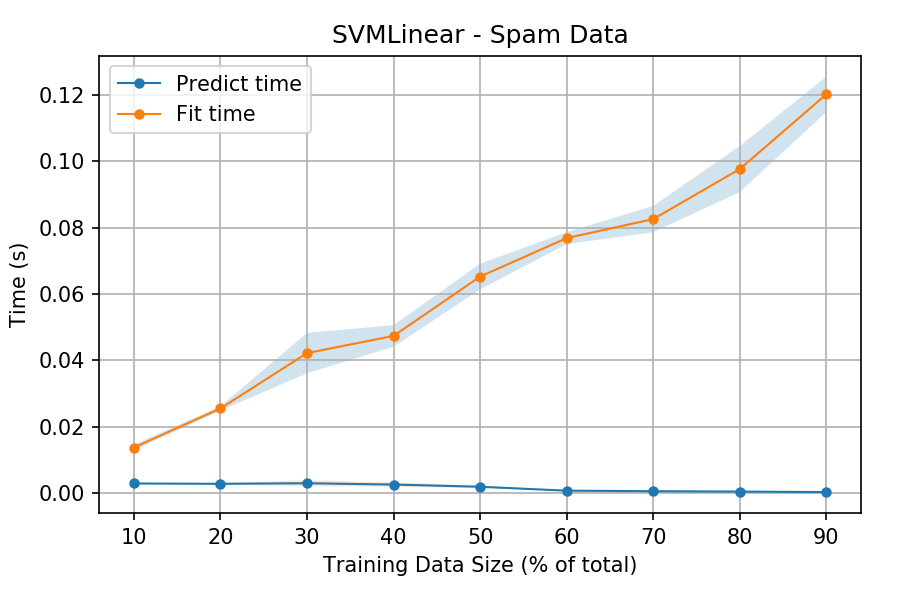 SVMLinear - Spam Data
Predict time
Fit time
0.12
0.10
0.08
0.06
0.04
0.02
0.00
Time (s)
10 20 30 40 50 60 70 80 90
Training Data Size (% of total)